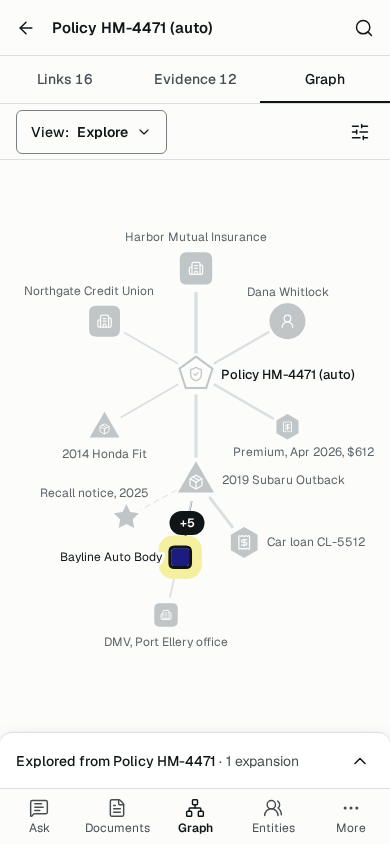 Policy HM-4471 (auto)
Links 16
Evidence 12
Graph
View: Explore
Harbor Mutual Insurance
Northgate Credit Union
Dana Whitlock
Policy HM-4471 (auto)
2014 Honda Fit
Premium, Apr 2026, $612
2019 Subaru Outback
Recall notice, 2025
+5
Car loan CL-5512
Bayline Auto Body
DMV, Port Ellery office
Explored from Policy HM-4471 · 1 expansion
Ask
Documents
Graph
Entities
More